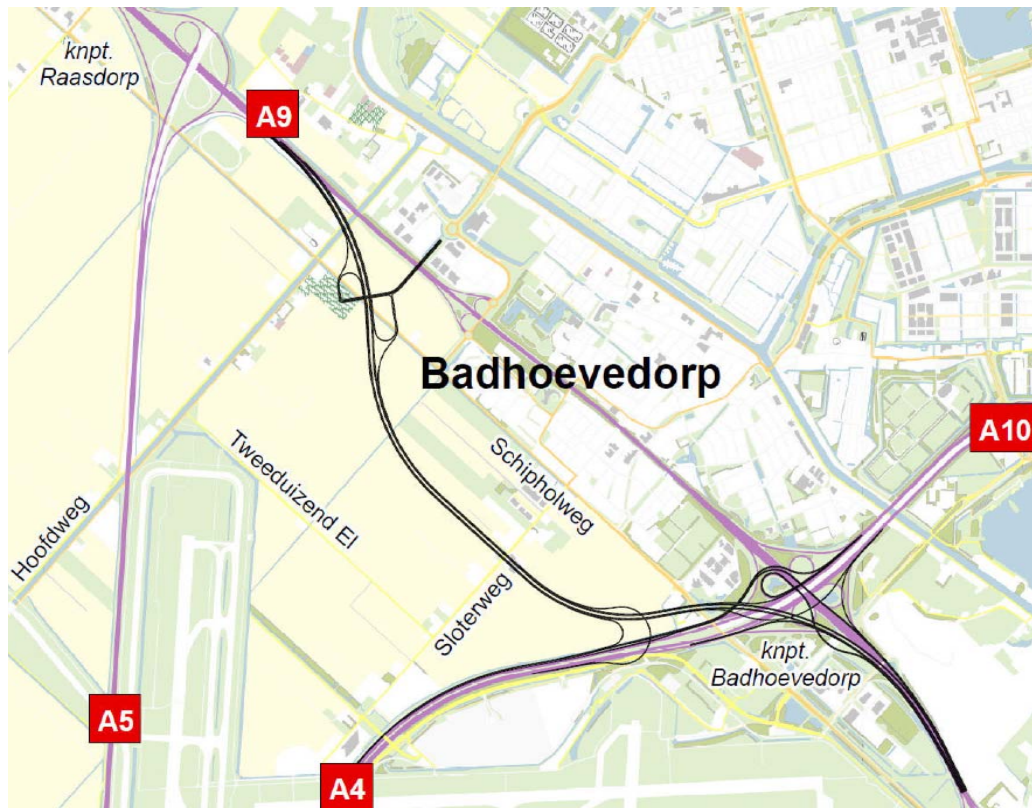 knpt.
Raasdorp
A9
Badhoevedorp
A10
Schipholweg
Tweeduizend El
Hoofdweg
Sloterweg
knpt.
Badhoevedorp
A5
A4